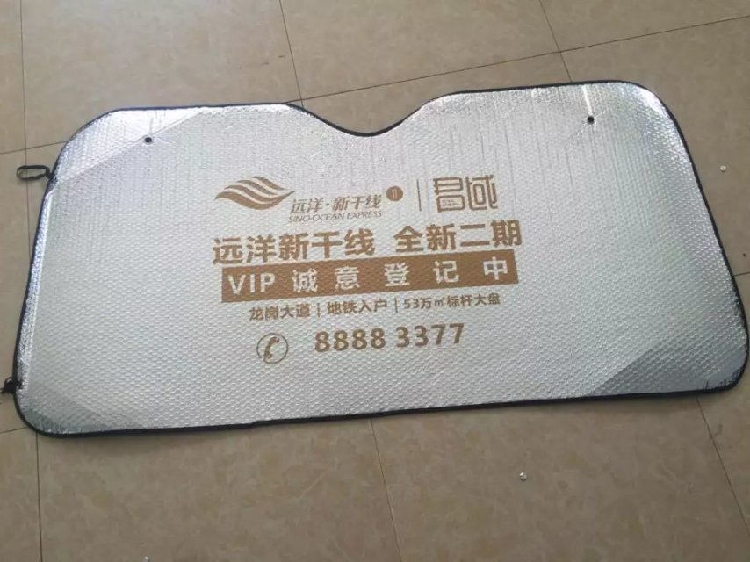 远洋·新干线 II | 昌域
SINO-OCEAN EXPRESS
远洋新干线 全新二期
VIP 诚意登记中
龙岗大道 | 地铁入户 | 53万㎡标杆大盘
8888 3377